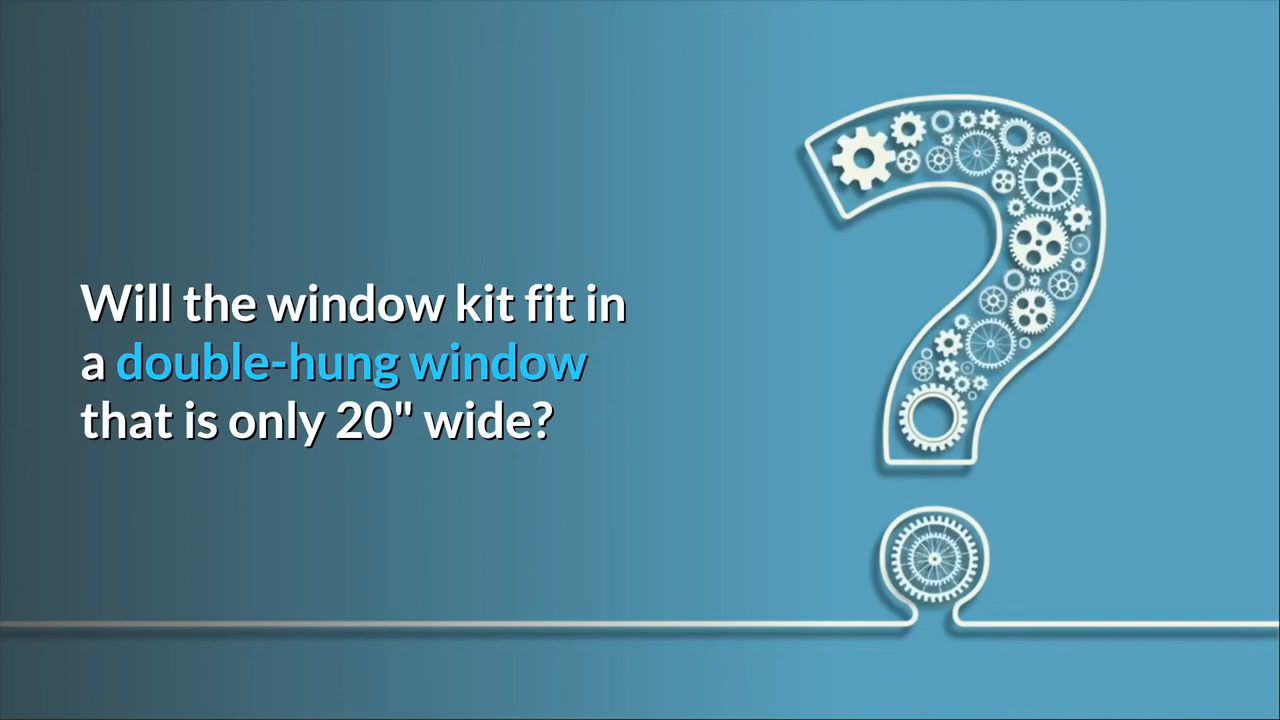 Will the window kit fit in
a double-hung window
that is only 20" wide?